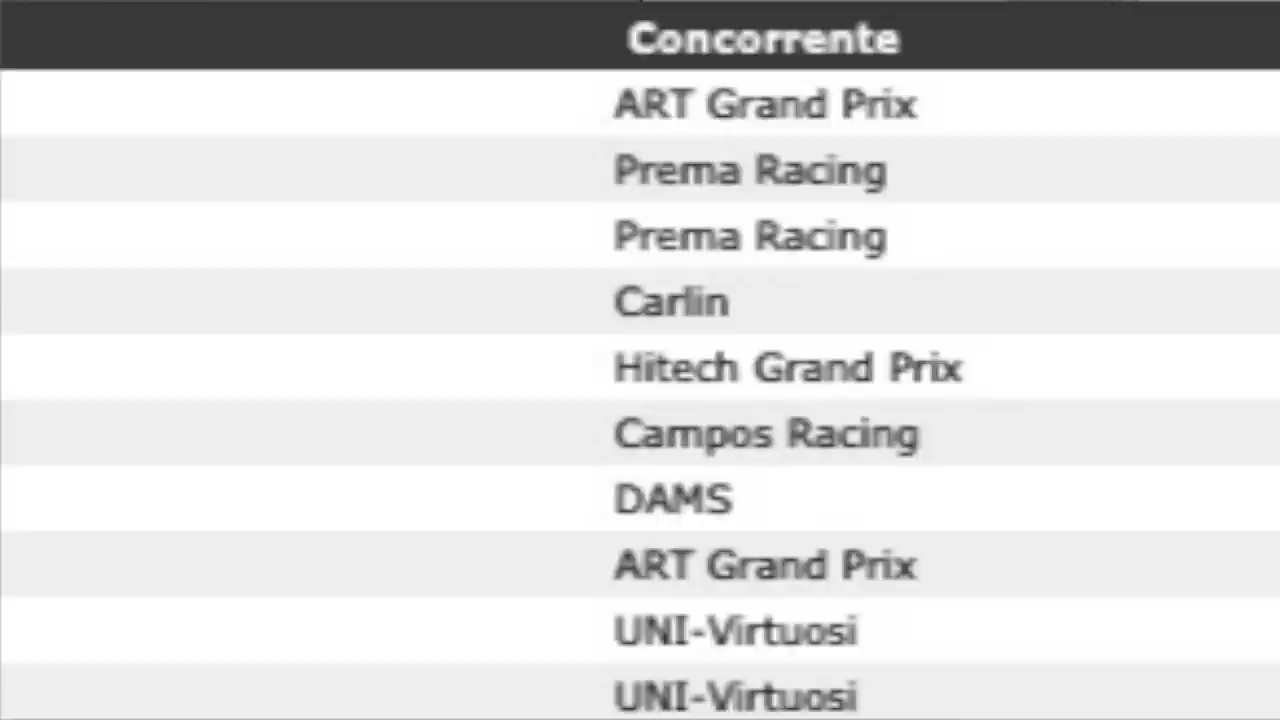 Concorrente
ART Grand Prix
Prema Racing
Prema Racing
Carlin
Hitech Grand Prix
Campos Racing
DAMS
ART Grand Prix
UNI-Virtuosi
UNI-Virtuosi